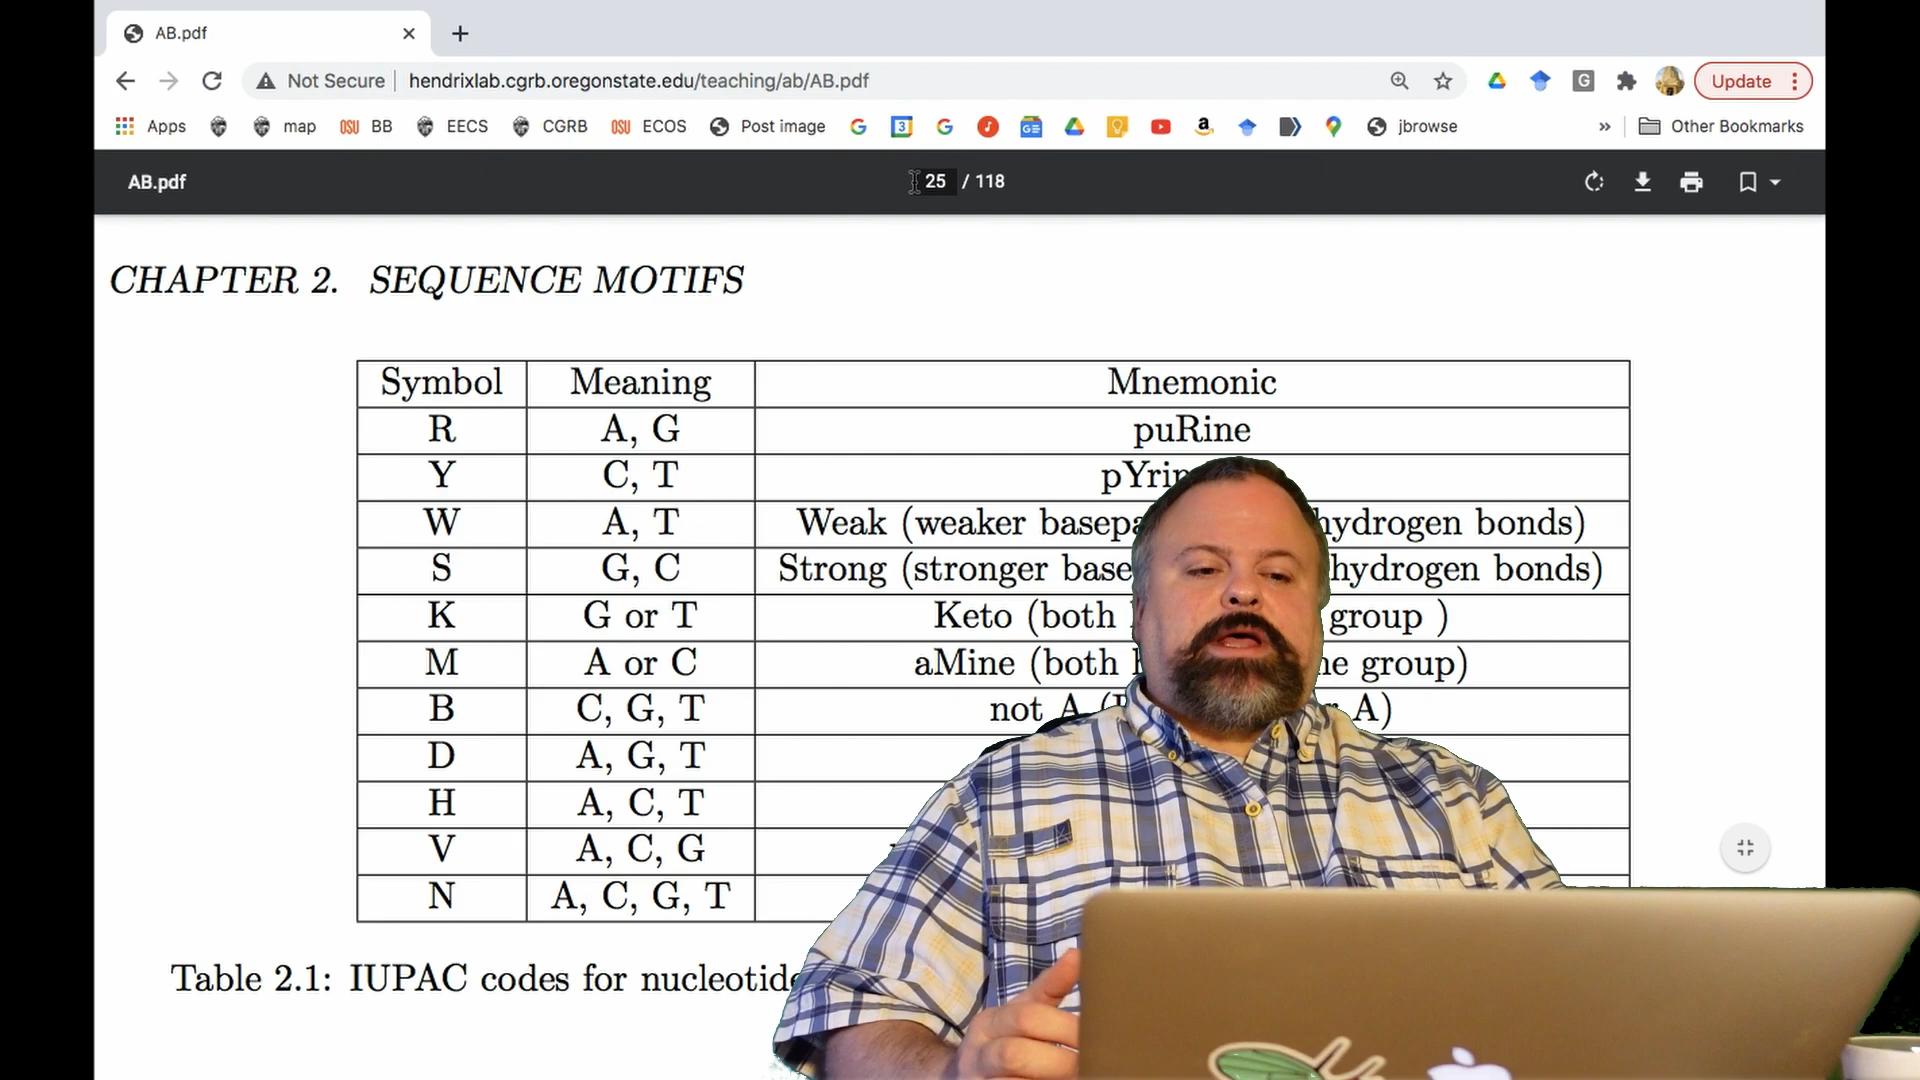 AB.pdf
Not Secure hendrixlab.cgrb.oregonstate.edu/teaching/ab/AB.pdf Update
Apps map OSU BB EECS CGRB OSU ECOS Post image jbrowse » Other Bookmarks
AB.pdf 25 / 118
CHAPTER 2. SEQUENCE MOTIFS
Symbol Meaning Mnemonic
R A, G puRine
Y C, T
W A, T Weak (weaker hydrogen bonds)
S G, C Strong (stronger hydrogen bonds)
K G or T Keto (both group )
M A or C aMine (both group)
B C, G, T not A A)
D A, G, T
H A, C, T
V A, C, G
N A, C, G, T
Table 2.1: IUPAC codes for